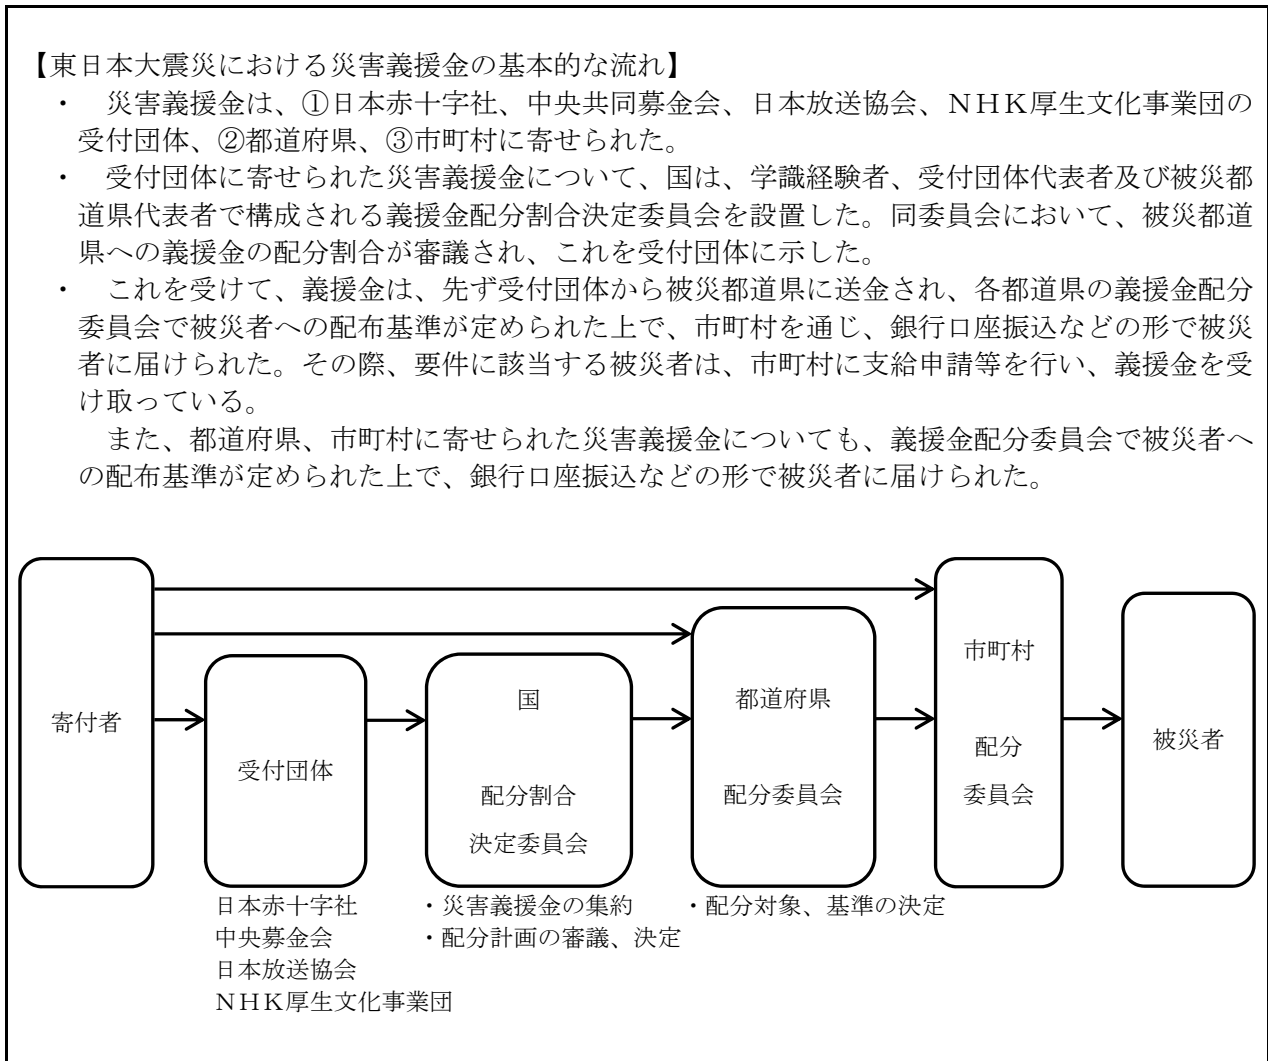 【東日本大震災における災害義援金の基本的な流れ】
・　災害義援金は、①日本赤十字社、中央共同募金会、日本放送協会、ＮＨＫ厚生文化事業団の
受付団体、②都道府県、③市町村に寄せられた。
・　受付団体に寄せられた災害義援金について、国は、学識経験者、受付団体代表者及び被災都
道県代表者で構成される義援金配分割合決定委員会を設置した。同委員会において、被災都道
県への義援金の配分割合が審議され、これを受付団体に示した。
・　これを受けて、義援金は、先ず受付団体から被災都道県に送金され、各都道県の義援金配分
委員会で被災者への配布基準が定められた上で、市町村を通じ、銀行口座振込などの形で被災
者に届けられた。その際、要件に該当する被災者は、市町村に支給申請等を行い、義援金を受
け取っている。
また、都道府県、市町村に寄せられた災害義援金についても、義援金配分委員会で被災者へ
の配布基準が定められた上で、銀行口座振込などの形で被災者に届けられた。
寄付者
受付団体
国
配分割合
決定委員会
都道府県
配分委員会
市町村
配分
委員会
被災者
日本赤十字社
中央募金会
日本放送協会
ＮＨＫ厚生文化事業団
・災害義援金の集約
・配分計画の審議、決定
・配分対象、基準の決定